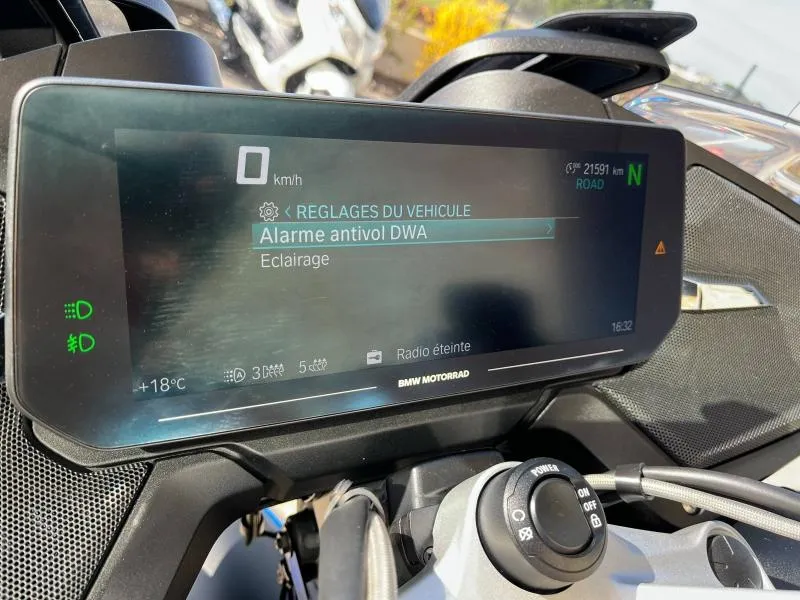 0 km/h
21591 km
N
ROAD
< REGLAGES DU VEHICULE
Alarme antivol DWA >
Eclairage
16:32
+18°C
A 3 5
Radio éteinte
BMW MOTORRAD
POWER
ON
OFF